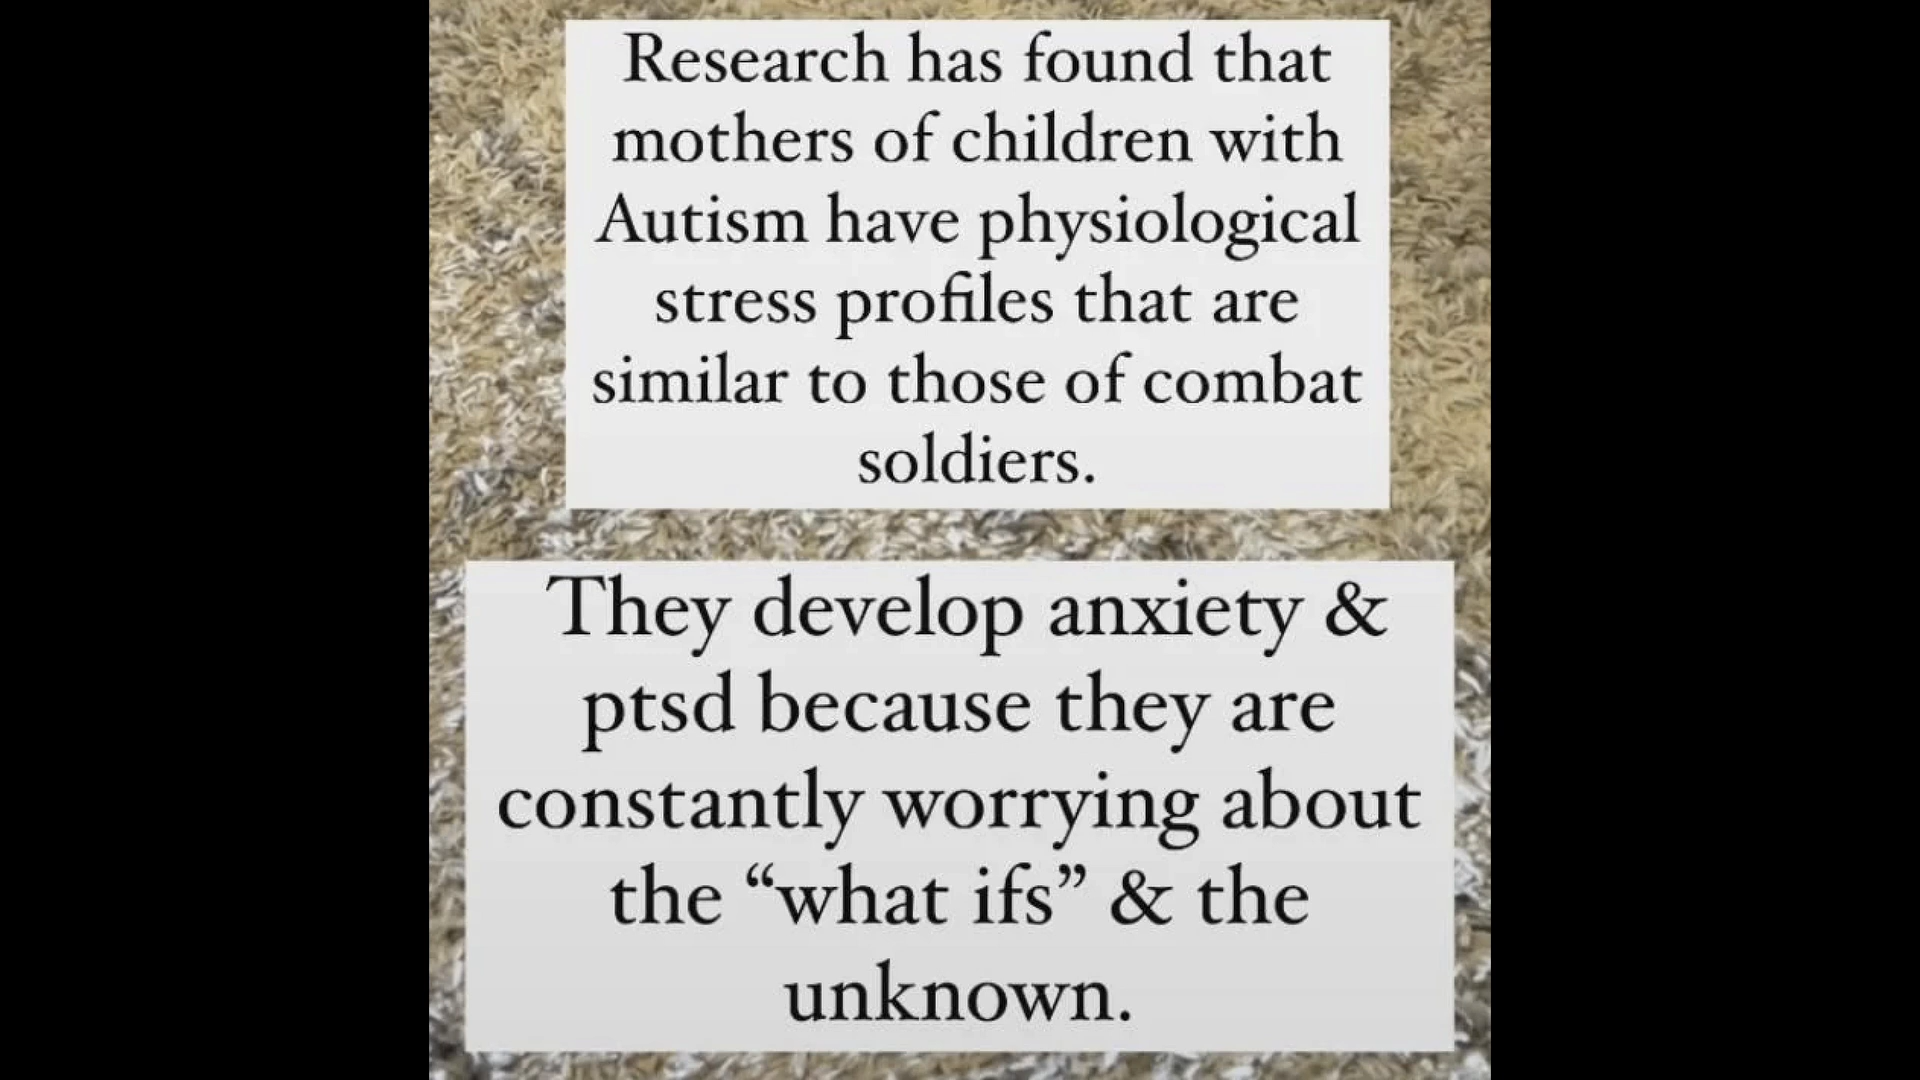 Research has found that
mothers of children with
Autism have physiological
stress profiles that are
similar to those of combat
soldiers.
They develop anxiety &
ptsd because they are
constantly worrying about
the “what ifs” & the
unknown.